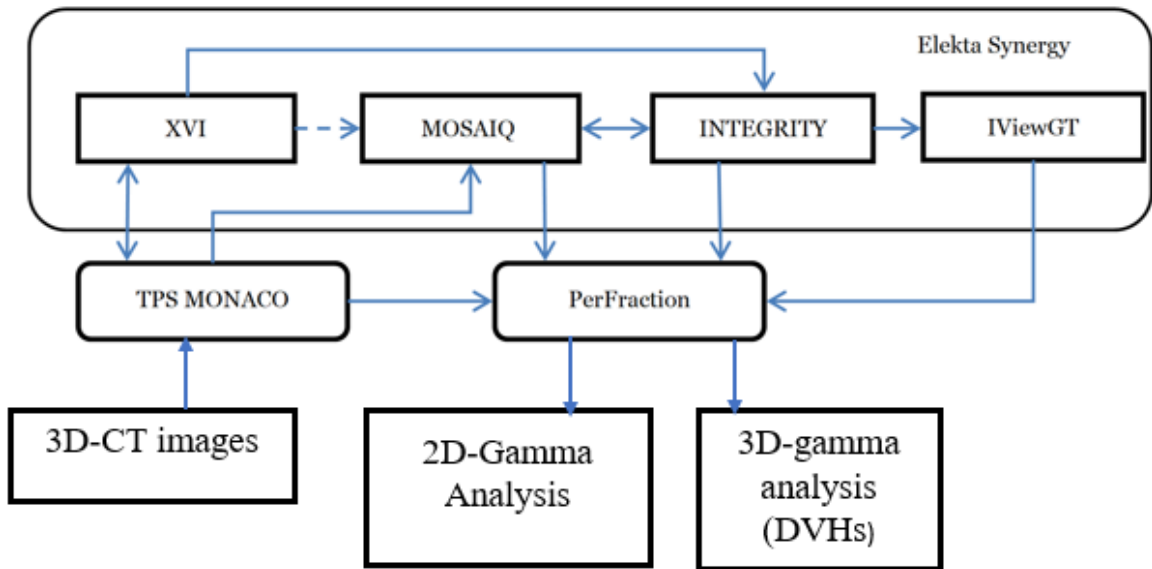 Elekta Synergy
XVI
MOSAIQ
INTEGRITY
IViewGT
TPS MONACO
PerFraction
3D-CT images
2D-Gamma
Analysis
3D-gamma
analysis
(DVHs)